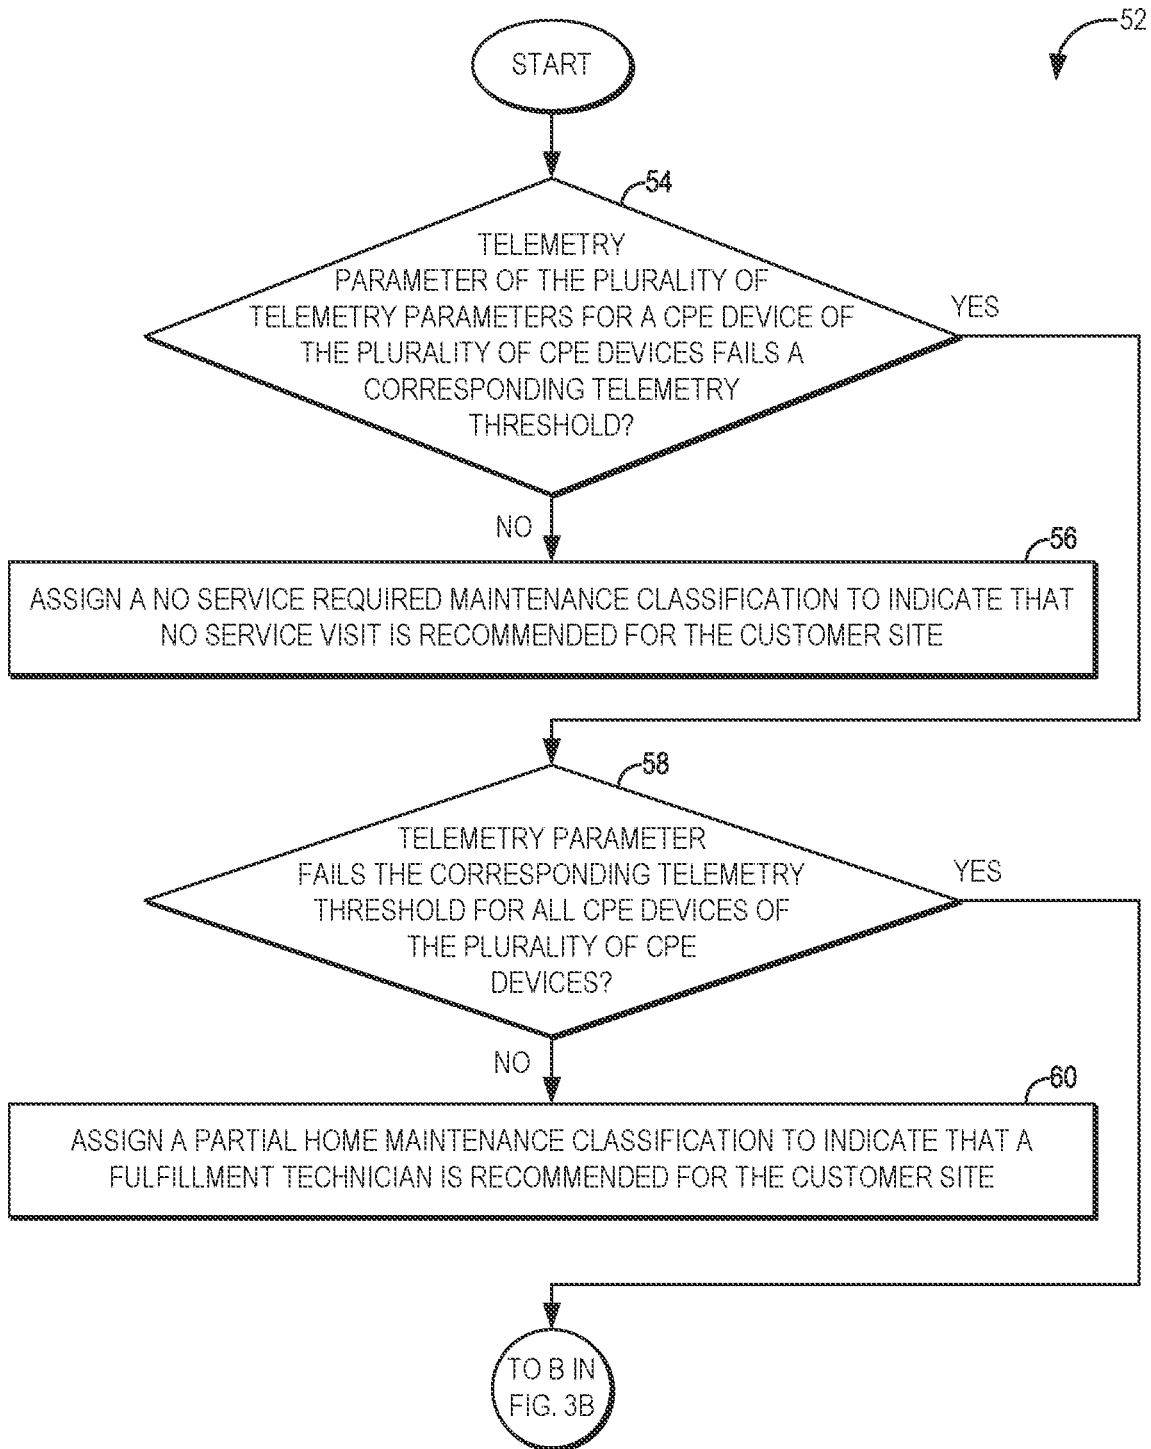 52
START
54
TELEMETRY
PARAMETER OF THE PLURALITY OF
TELEMETRY PARAMETERS FOR A CPE DEVICE OF
THE PLURALITY OF CPE DEVICES FAILS A
CORRESPONDING TELEMETRY
THRESHOLD?
YES
NO
56
ASSIGN A NO SERVICE REQUIRED MAINTENANCE CLASSIFICATION TO INDICATE THAT
NO SERVICE VISIT IS RECOMMENDED FOR THE CUSTOMER SITE
58
TELEMETRY PARAMETER
FAILS THE CORRESPONDING TELEMETRY
THRESHOLD FOR ALL CPE DEVICES OF
THE PLURALITY OF CPE
DEVICES?
YES
NO
60
ASSIGN A PARTIAL HOME MAINTENANCE CLASSIFICATION TO INDICATE THAT A
FULFILLMENT TECHNICIAN IS RECOMMENDED FOR THE CUSTOMER SITE
TO B IN
FIG. 3B